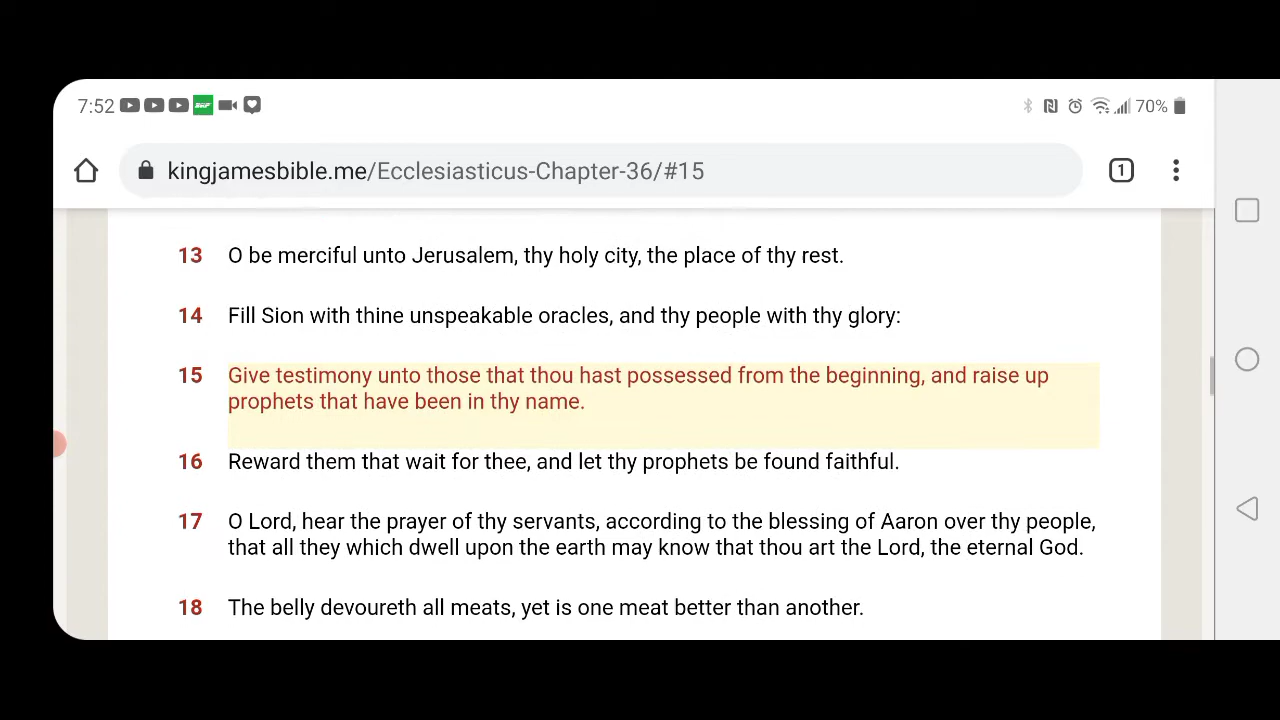 7:52 70%
kingjamesbible.me/Ecclesiasticus-Chapter-36/#15 1
13 O be merciful unto Jerusalem, thy holy city, the place of thy rest.
14 Fill Sion with thine unspeakable oracles, and thy people with thy glory:
15 Give testimony unto those that thou hast possessed from the beginning, and raise up
prophets that have been in thy name.
16 Reward them that wait for thee, and let thy prophets be found faithful.
17 O Lord, hear the prayer of thy servants, according to the blessing of Aaron over thy people,
that all they which dwell upon the earth may know that thou art the Lord, the eternal God.
18 The belly devoureth all meats, yet is one meat better than another.